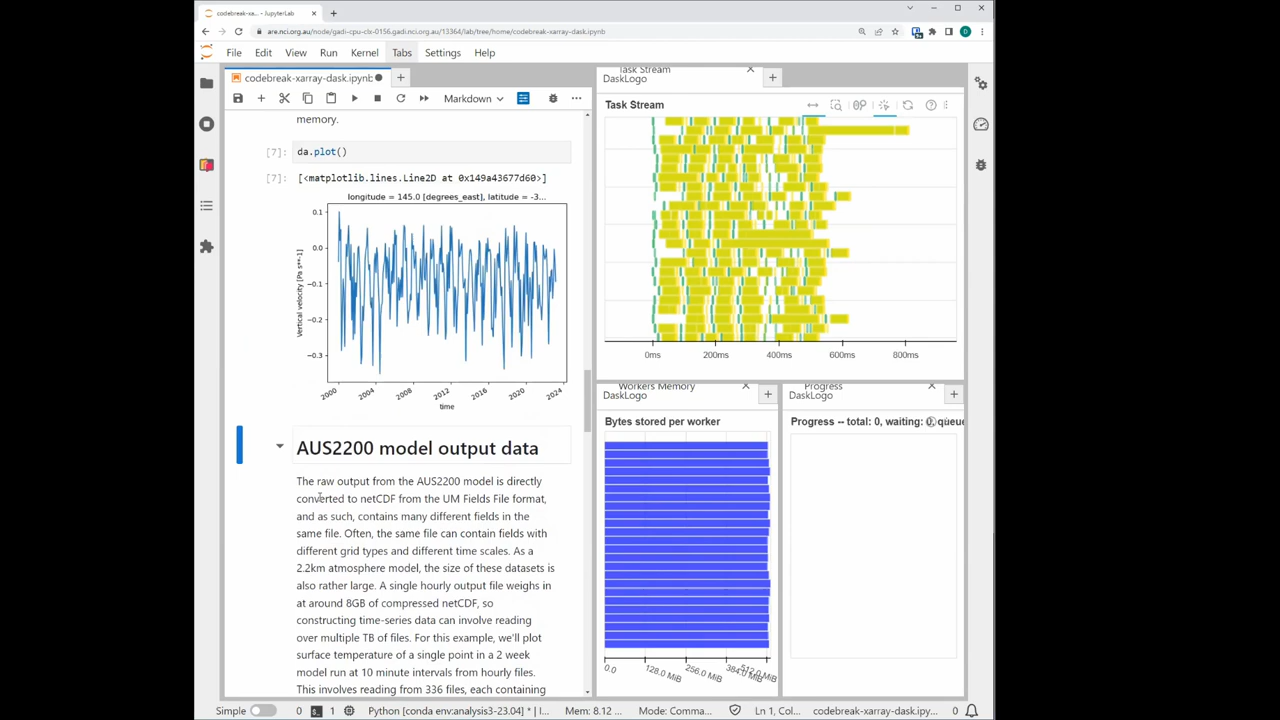 codebreak-xa... - JupyterLab
are.nci.org.au/node/gadi-cpu-clx-0156.gadi.nci.org.au/13364/lab/tree/home/codebreak-xarray-dask.ipynb
File Edit View Run Kernel Tabs Settings Help
codebreak-xarray-dask.ipynb
Markdown
memory.
[7]: da.plot()
[7]: [<matplotlib.lines.Line2D at 0x149a43677d60>]
longitude = 145.0 [degrees_east], latitude = -3...
Vertical velocity [Pa s**-1]
0.1
0.0
−0.1
−0.2
−0.3
2000 2004 2008 2012 2016 2020 2024
time
AUS2200 model output data
The raw output from the AUS2200 model is directly
converted to netCDF from the UM Fields File format,
and as such, contains many different fields in the
same file. Often, the same file can contain fields with
different grid types and different time scales. As a
2.2km atmosphere model, the size of these datasets is
also rather large. A single hourly output file weighs in
at around 8GB of compressed netCDF, so
constructing time-series data can involve reading
over multiple TB of files. For this example, we'll plot
surface temperature of a single point in a 2 week
model run at 10 minute intervals from hourly files.
This involves reading from 336 files, each containing
Task Stream
DaskLogo
Task Stream
0ms 200ms 400ms 600ms 800ms
Workers Memory
DaskLogo
Bytes stored per worker
0.0 128.0 MiB 256.0 MiB 384.0 MiB 512.0 MiB
Progress
DaskLogo
Progress -- total: 0, waiting: 0, queue
Simple 0 1 Python [conda env:analysis3-23.04] * | I... Mem: 8.12 ... Mode: Comma... Ln 1, Col... codebreak-xarray-dask.ipy... 0